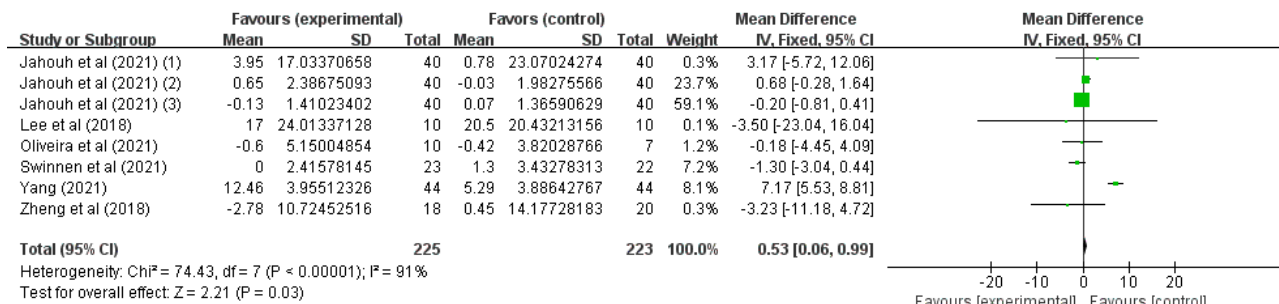 Favours (experimental) Favors (control) Mean Difference Mean Difference
Study or Subgroup Mean SD Total Mean SD Total Weight IV, Fixed, 95% CI IV, Fixed, 95% CI
Jahouh et al (2021) (1) 3.95 17.03370658 40 0.78 23.07024274 40 0.3% 3.17 [-5.72, 12.06]
Jahouh et al (2021) (2) 0.65 2.38675093 40 -0.03 1.98275566 40 23.7% 0.68 [-0.28, 1.64]
Jahouh et al (2021) (3) -0.13 1.41023402 40 0.07 1.36590629 40 59.1% -0.20 [-0.81, 0.41]
Lee et al (2018) 17 24.01337128 10 20.5 20.43213156 10 0.1% -3.50 [-23.04, 16.04]
Oliveira et al (2021) -0.6 5.15004854 10 -0.42 3.82028766 7 1.2% -0.18 [-4.45, 4.09]
Swinnen et al (2021) 0 2.41578145 23 1.3 3.43278313 22 7.2% -1.30 [-3.04, 0.44]
Yang (2021) 12.46 3.95512326 44 5.29 3.88642767 44 8.1% 7.17 [5.53, 8.81]
Zheng et al (2018) -2.78 10.72452516 18 0.45 14.17728183 20 0.3% -3.23 [-11.18, 4.72]
Total (95% CI) 225 223 100.0% 0.53 [0.06, 0.99]
Heterogeneity: Chi² = 74.43, df = 7 (P < 0.00001); I² = 91%
Test for overall effect: Z = 2.21 (P = 0.03)
-20 -10 0 10 20
Favours [experimental] Favours [control]